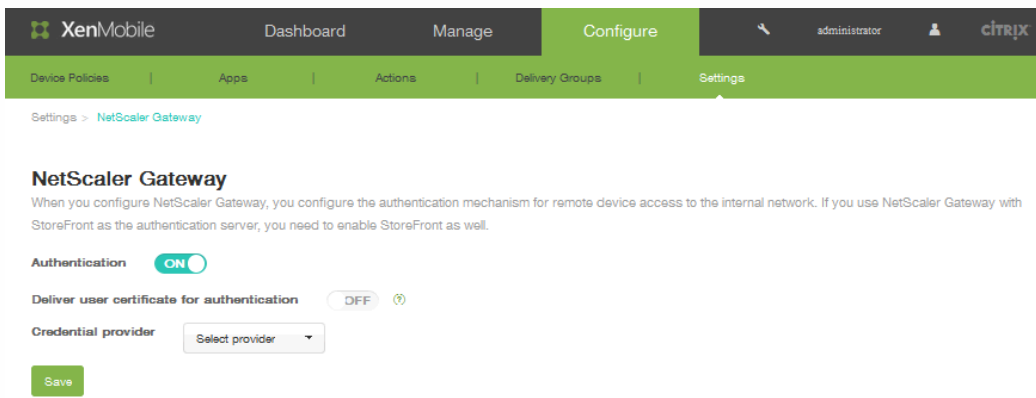 XenMobile Dashboard Manage Configure administrator CİTRIX
Device Policies | Apps | Actions | Delivery Groups | Settings
Settings > NetScaler Gateway
NetScaler Gateway
When you configure NetScaler Gateway, you configure the authentication mechanism for remote device access to the internal network. If you use NetScaler Gateway with
StoreFront as the authentication server, you need to enable StoreFront as well.
Authentication ON
Deliver user certificate for authentication OFF ?
Credential provider Select provider
Save